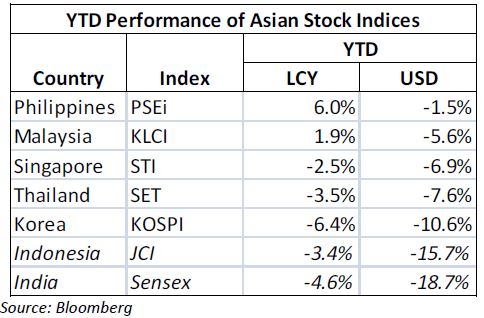 YTD Performance of Asian Stock Indices
YTD
Country Index LCY USD
Philippines PSEi 6.0% -1.5%
Malaysia KLCI 1.9% -5.6%
Singapore STI -2.5% -6.9%
Thailand SET -3.5% -7.6%
Korea KOSPI -6.4% -10.6%
Indonesia JCI -3.4% -15.7%
India Sensex -4.6% -18.7%
Source: Bloomberg